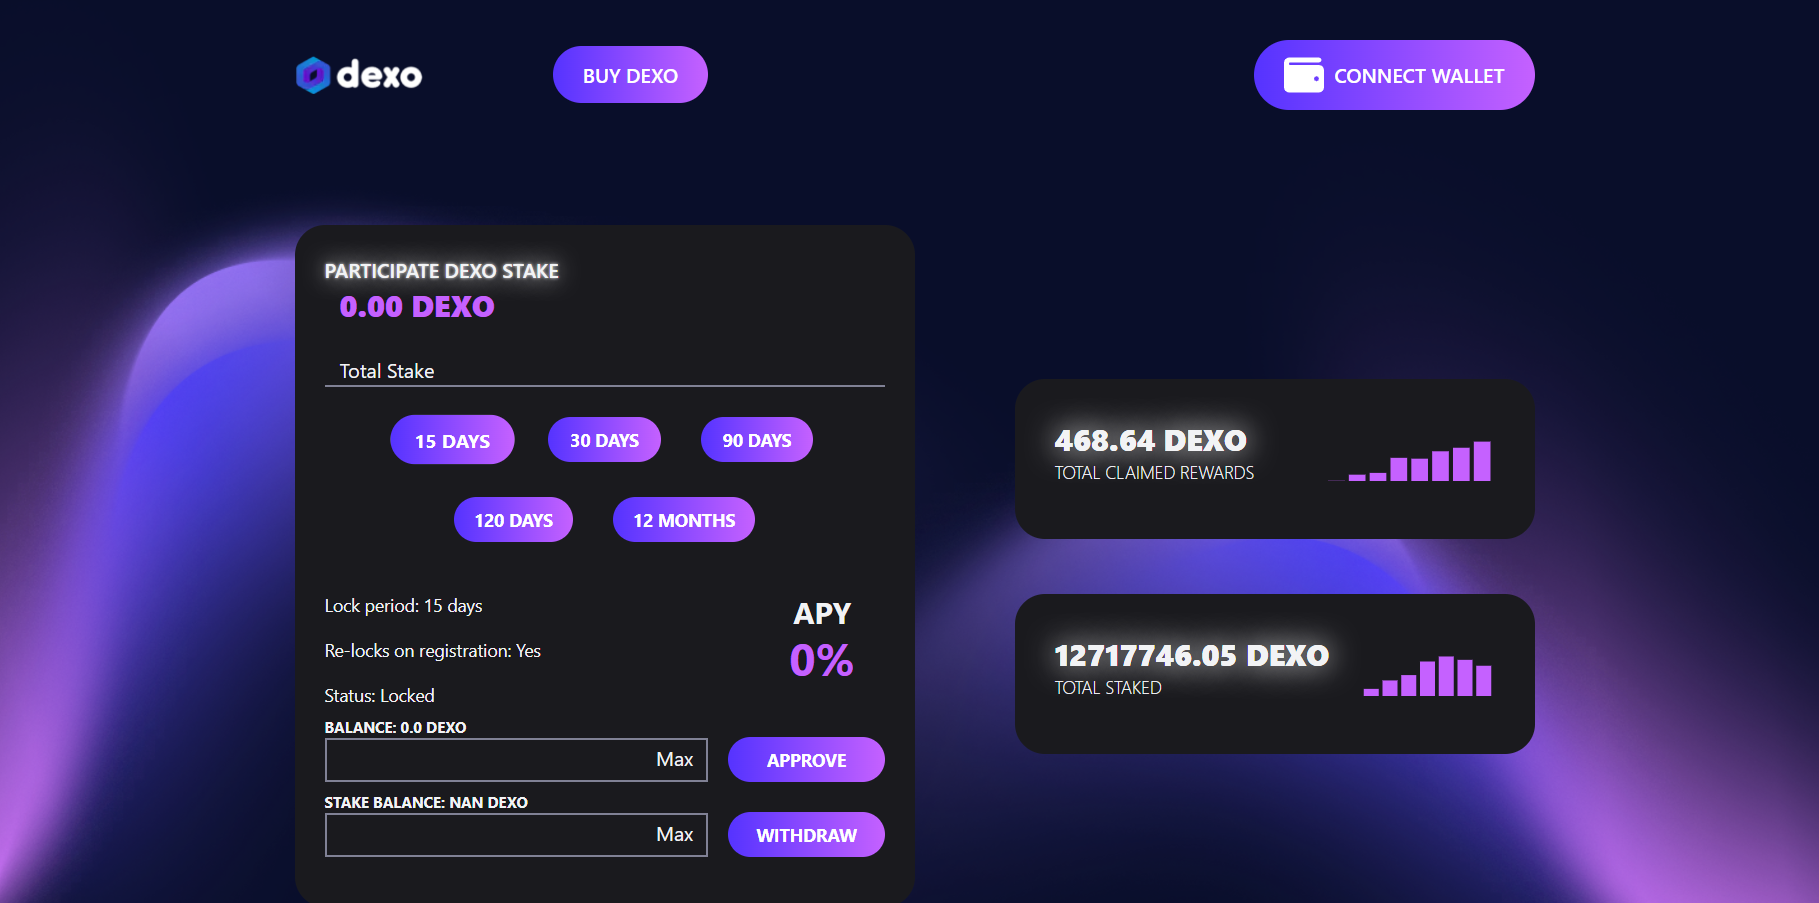 dexo
BUY DEXO
CONNECT WALLET
PARTICIPATE DEXO STAKE
0.00 DEXO
Total Stake
15 DAYS
30 DAYS
90 DAYS
120 DAYS
12 MONTHS
Lock period: 15 days
Re-locks on registration: Yes
Status: Locked
APY
0%
BALANCE: 0.0 DEXO
Max
APPROVE
STAKE BALANCE: NAN DEXO
Max
WITHDRAW
468.64 DEXO
TOTAL CLAIMED REWARDS
12717746.05 DEXO
TOTAL STAKED